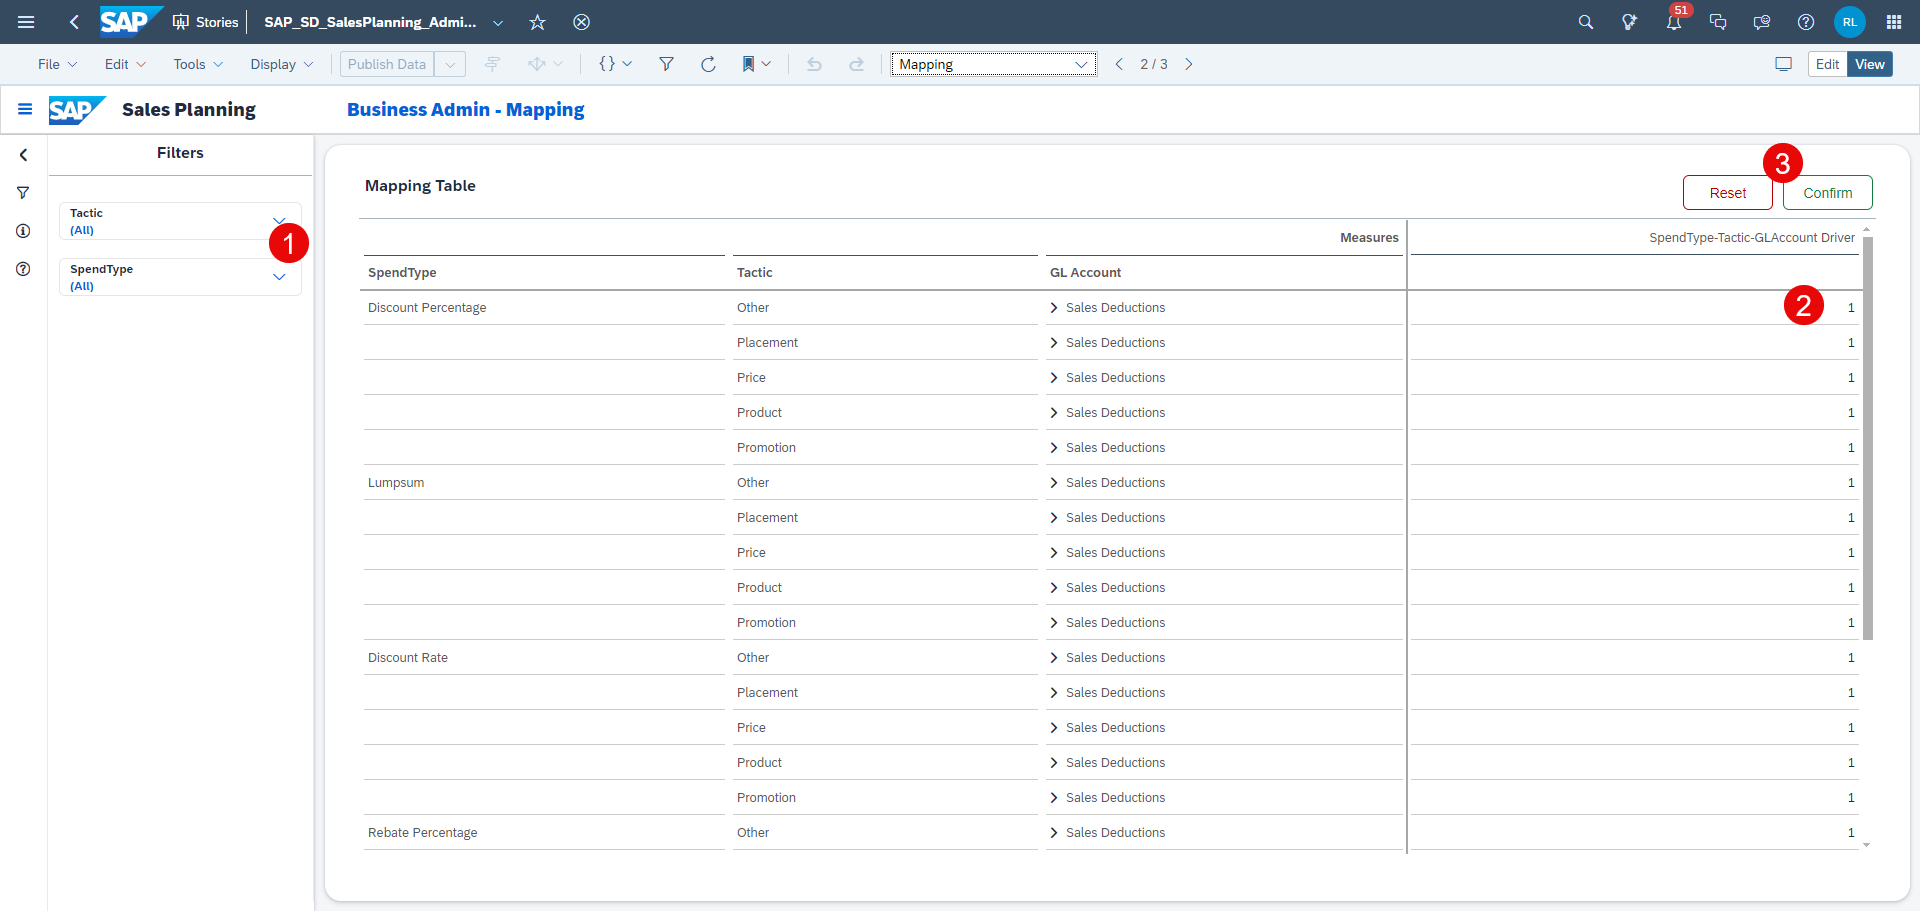 SAP Stories SAP_SD_SalesPlanning_Admi... 51 RL
File Edit Tools Display Publish Data {} Mapping 2 / 3 Edit View
SAP Sales Planning Business Admin - Mapping
Filters
Tactic
(All)
1
SpendType
(All)
Mapping Table
3
Reset Confirm
Measures SpendType-Tactic-GLAccount Driver
SpendType Tactic GL Account
Discount Percentage Other Sales Deductions 2 1
Placement Sales Deductions 1
Price Sales Deductions 1
Product Sales Deductions 1
Promotion Sales Deductions 1
Lumpsum Other Sales Deductions 1
Placement Sales Deductions 1
Price Sales Deductions 1
Product Sales Deductions 1
Promotion Sales Deductions 1
Discount Rate Other Sales Deductions 1
Placement Sales Deductions 1
Price Sales Deductions 1
Product Sales Deductions 1
Promotion Sales Deductions 1
Rebate Percentage Other Sales Deductions 1